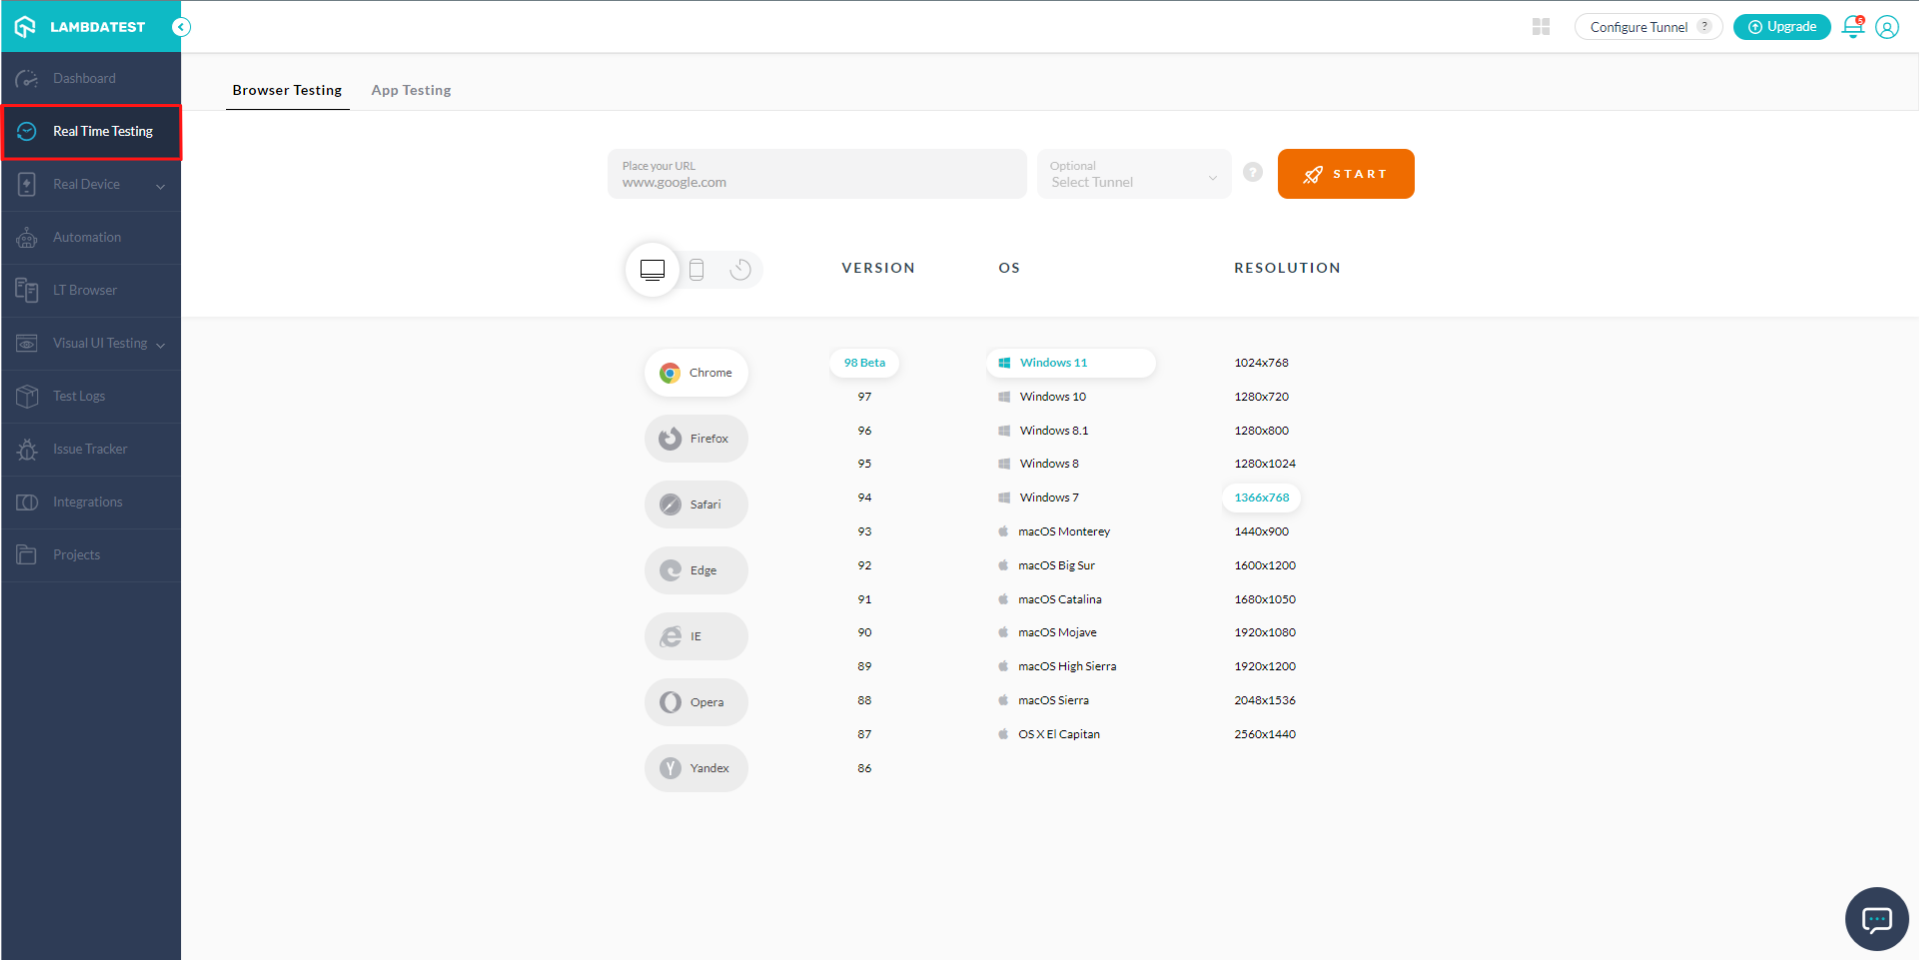 LAMBDATEST
Configure Tunnel ?
Upgrade
5
Dashboard
Real Time Testing
Real Device
Automation
LT Browser
Visual UI Testing
Test Logs
Issue Tracker
Integrations
Projects
Browser Testing
App Testing
Place your URL
www.google.com
Optional
Select Tunnel
?
START
VERSION
OS
RESOLUTION
Chrome
Firefox
Safari
Edge
IE
Opera
Yandex
98 Beta
97
96
95
94
93
92
91
90
89
88
87
86
Windows 11
Windows 10
Windows 8.1
Windows 8
Windows 7
macOS Monterey
macOS Big Sur
macOS Catalina
macOS Mojave
macOS High Sierra
macOS Sierra
OS X El Capitan
1024x768
1280x720
1280x800
1280x1024
1366x768
1440x900
1600x1200
1680x1050
1920x1080
1920x1200
2048x1536
2560x1440